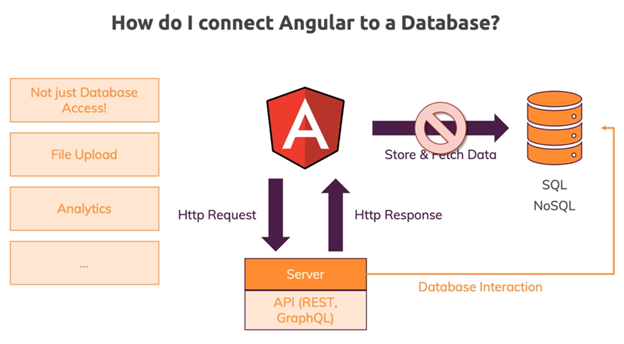 How do I connect Angular to a Database?
Not just Database
Access!
File Upload
Analytics
...
A
Store & Fetch Data
SQL
NoSQL
Http Request
Http Response
Server
API (REST,
GraphQL)
Database Interaction